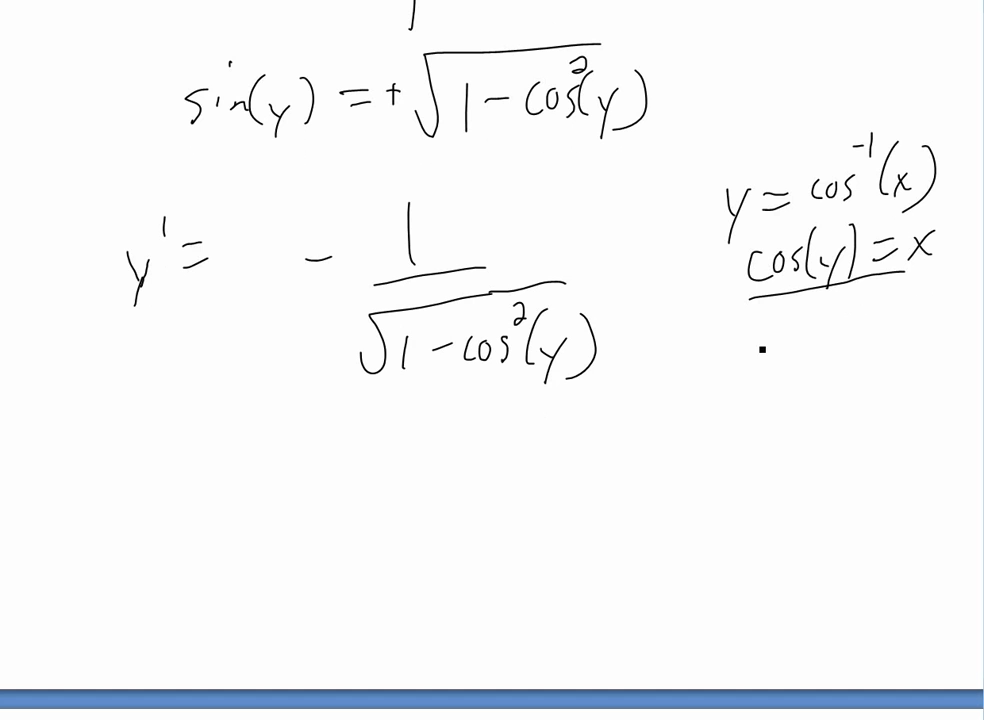 sin(y) = + √(1 - cos²(y))
y = cos⁻¹(x)
cos(y) = x
y' = - 1/√(1 - cos²(y))